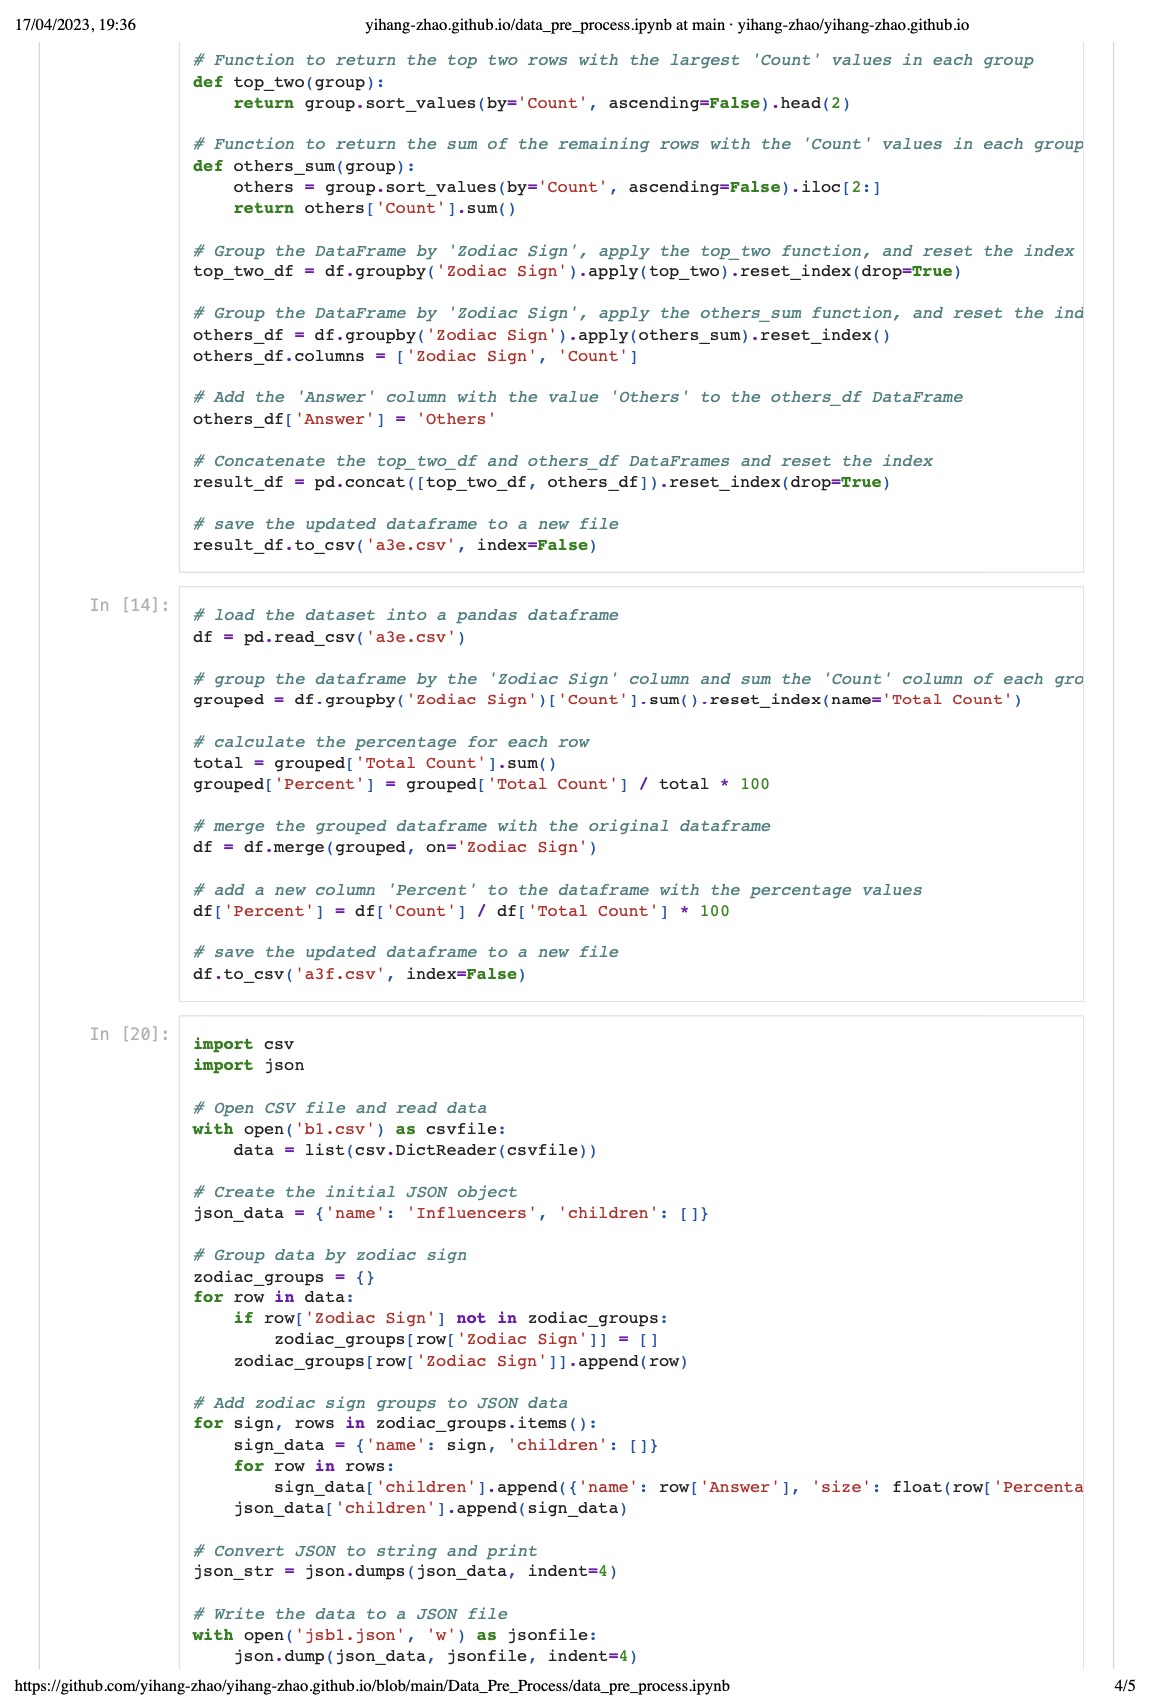 17/04/2023, 19:36 yihang-zhao.github.io/data_pre_process.ipynb at main · yihang-zhao/yihang-zhao.github.io
# Function to return the top two rows with the largest 'Count' values in each group
def top_two(group):
    return group.sort_values(by='Count', ascending=False).head(2)
# Function to return the sum of the remaining rows with the 'Count' values in each group
def others_sum(group):
    others = group.sort_values(by='Count', ascending=False).iloc[2:]
    return others['Count'].sum()
# Group the DataFrame by 'Zodiac Sign', apply the top_two function, and reset the index
top_two_df = df.groupby('Zodiac Sign').apply(top_two).reset_index(drop=True)
# Group the DataFrame by 'Zodiac Sign', apply the others_sum function, and reset the ind
others_df = df.groupby('Zodiac Sign').apply(others_sum).reset_index()
others_df.columns = ['Zodiac Sign', 'Count']
# Add the 'Answer' column with the value 'Others' to the others_df DataFrame
others_df['Answer'] = 'Others'
# Concatenate the top_two_df and others_df DataFrames and reset the index
result_df = pd.concat([top_two_df, others_df]).reset_index(drop=True)
# save the updated dataframe to a new file
result_df.to_csv('a3e.csv', index=False)
In [14]:
# load the dataset into a pandas dataframe
df = pd.read_csv('a3e.csv')
# group the dataframe by the 'Zodiac Sign' column and sum the 'Count' column of each gro
grouped = df.groupby('Zodiac Sign')['Count'].sum().reset_index(name='Total Count')
# calculate the percentage for each row
total = grouped['Total Count'].sum()
grouped['Percent'] = grouped['Total Count'] / total * 100
# merge the grouped dataframe with the original dataframe
df = df.merge(grouped, on='Zodiac Sign')
# add a new column 'Percent' to the dataframe with the percentage values
df['Percent'] = df['Count'] / df['Total Count'] * 100
# save the updated dataframe to a new file
df.to_csv('a3f.csv', index=False)
In [20]:
import csv
import json
# Open CSV file and read data
with open('b1.csv') as csvfile:
    data = list(csv.DictReader(csvfile))
# Create the initial JSON object
json_data = {'name': 'Influencers', 'children': []}
# Group data by zodiac sign
zodiac_groups = {}
for row in data:
    if row['Zodiac Sign'] not in zodiac_groups:
        zodiac_groups[row['Zodiac Sign']] = []
    zodiac_groups[row['Zodiac Sign']].append(row)
# Add zodiac sign groups to JSON data
for sign, rows in zodiac_groups.items():
    sign_data = {'name': sign, 'children': []}
    for row in rows:
        sign_data['children'].append({'name': row['Answer'], 'size': float(row['Percenta
    json_data['children'].append(sign_data)
# Convert JSON to string and print
json_str = json.dumps(json_data, indent=4)
# Write the data to a JSON file
with open('jsb1.json', 'w') as jsonfile:
    json.dump(json_data, jsonfile, indent=4)
https://github.com/yihang-zhao/yihang-zhao.github.io/blob/main/Data_Pre_Process/data_pre_process.ipynb 4/5